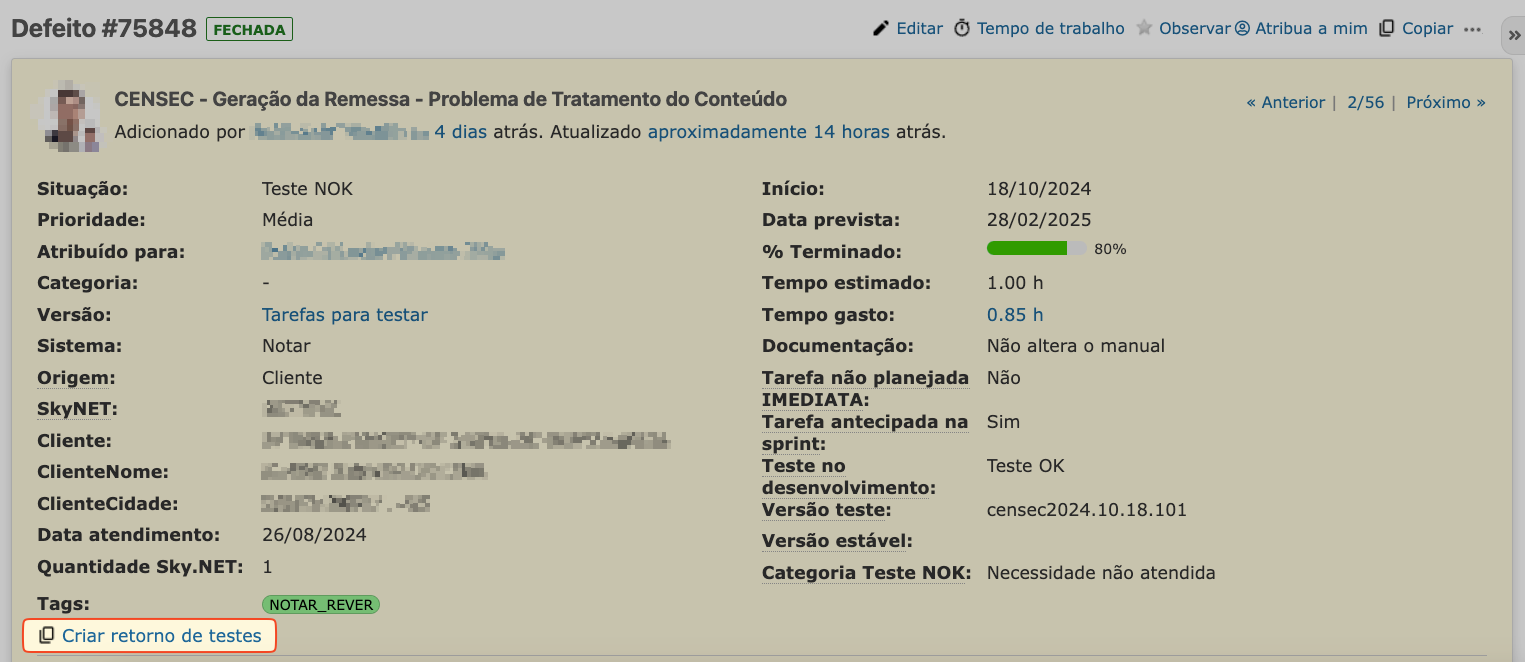 Defeito #75848 FECHADA
Editar Tempo de trabalho Observar Atribua a mim Copiar ••• »
CENSEC - Geração da Remessa - Problema de Tratamento do Conteúdo
« Anterior | 2/56 | Próximo »
Adicionado por 4 dias atrás. Atualizado aproximadamente 14 horas atrás.
Situação: Teste NOK
Prioridade: Média
Atribuído para:
Categoria: -
Versão: Tarefas para testar
Sistema: Notar
Origem: Cliente
SkyNET:
Cliente:
ClienteNome:
ClienteCidade:
Data atendimento: 26/08/2024
Quantidade Sky.NET: 1
Tags: NOTAR_REVER
Início: 18/10/2024
Data prevista: 28/02/2025
% Terminado: 80%
Tempo estimado: 1.00 h
Tempo gasto: 0.85 h
Documentação: Não altera o manual
Tarefa não planejada Não
IMEDIATA:
Tarefa antecipada na Sim
sprint:
Teste no Teste OK
desenvolvimento:
Versão teste: censec2024.10.18.101
Versão estável:
Categoria Teste NOK: Necessidade não atendida
Criar retorno de testes